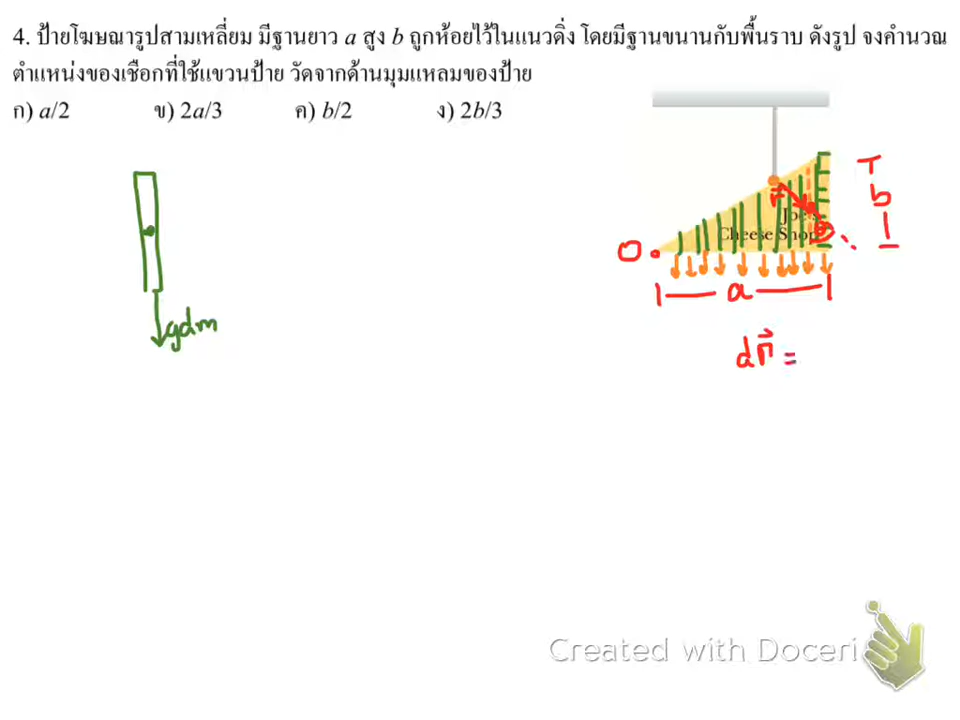 4. ป้ายโฆษณารูปสามเหลี่ยม มีฐานยาว a สูง b ถูกห้อยไว้ในแนวดิ่ง โดยมีฐานขนานกับพื้นราบ ดังรูป จงคำนวณ
ตำแหน่งของเชือกที่ใช้แขวนป้าย วัดจากด้านมุมแหลมของป้าย
ก) a/2 ข) 2a/3 ค) b/2 ง) 2b/3
b
Joe's
Cheese Shop
O
a
gdm
Created with Doceri